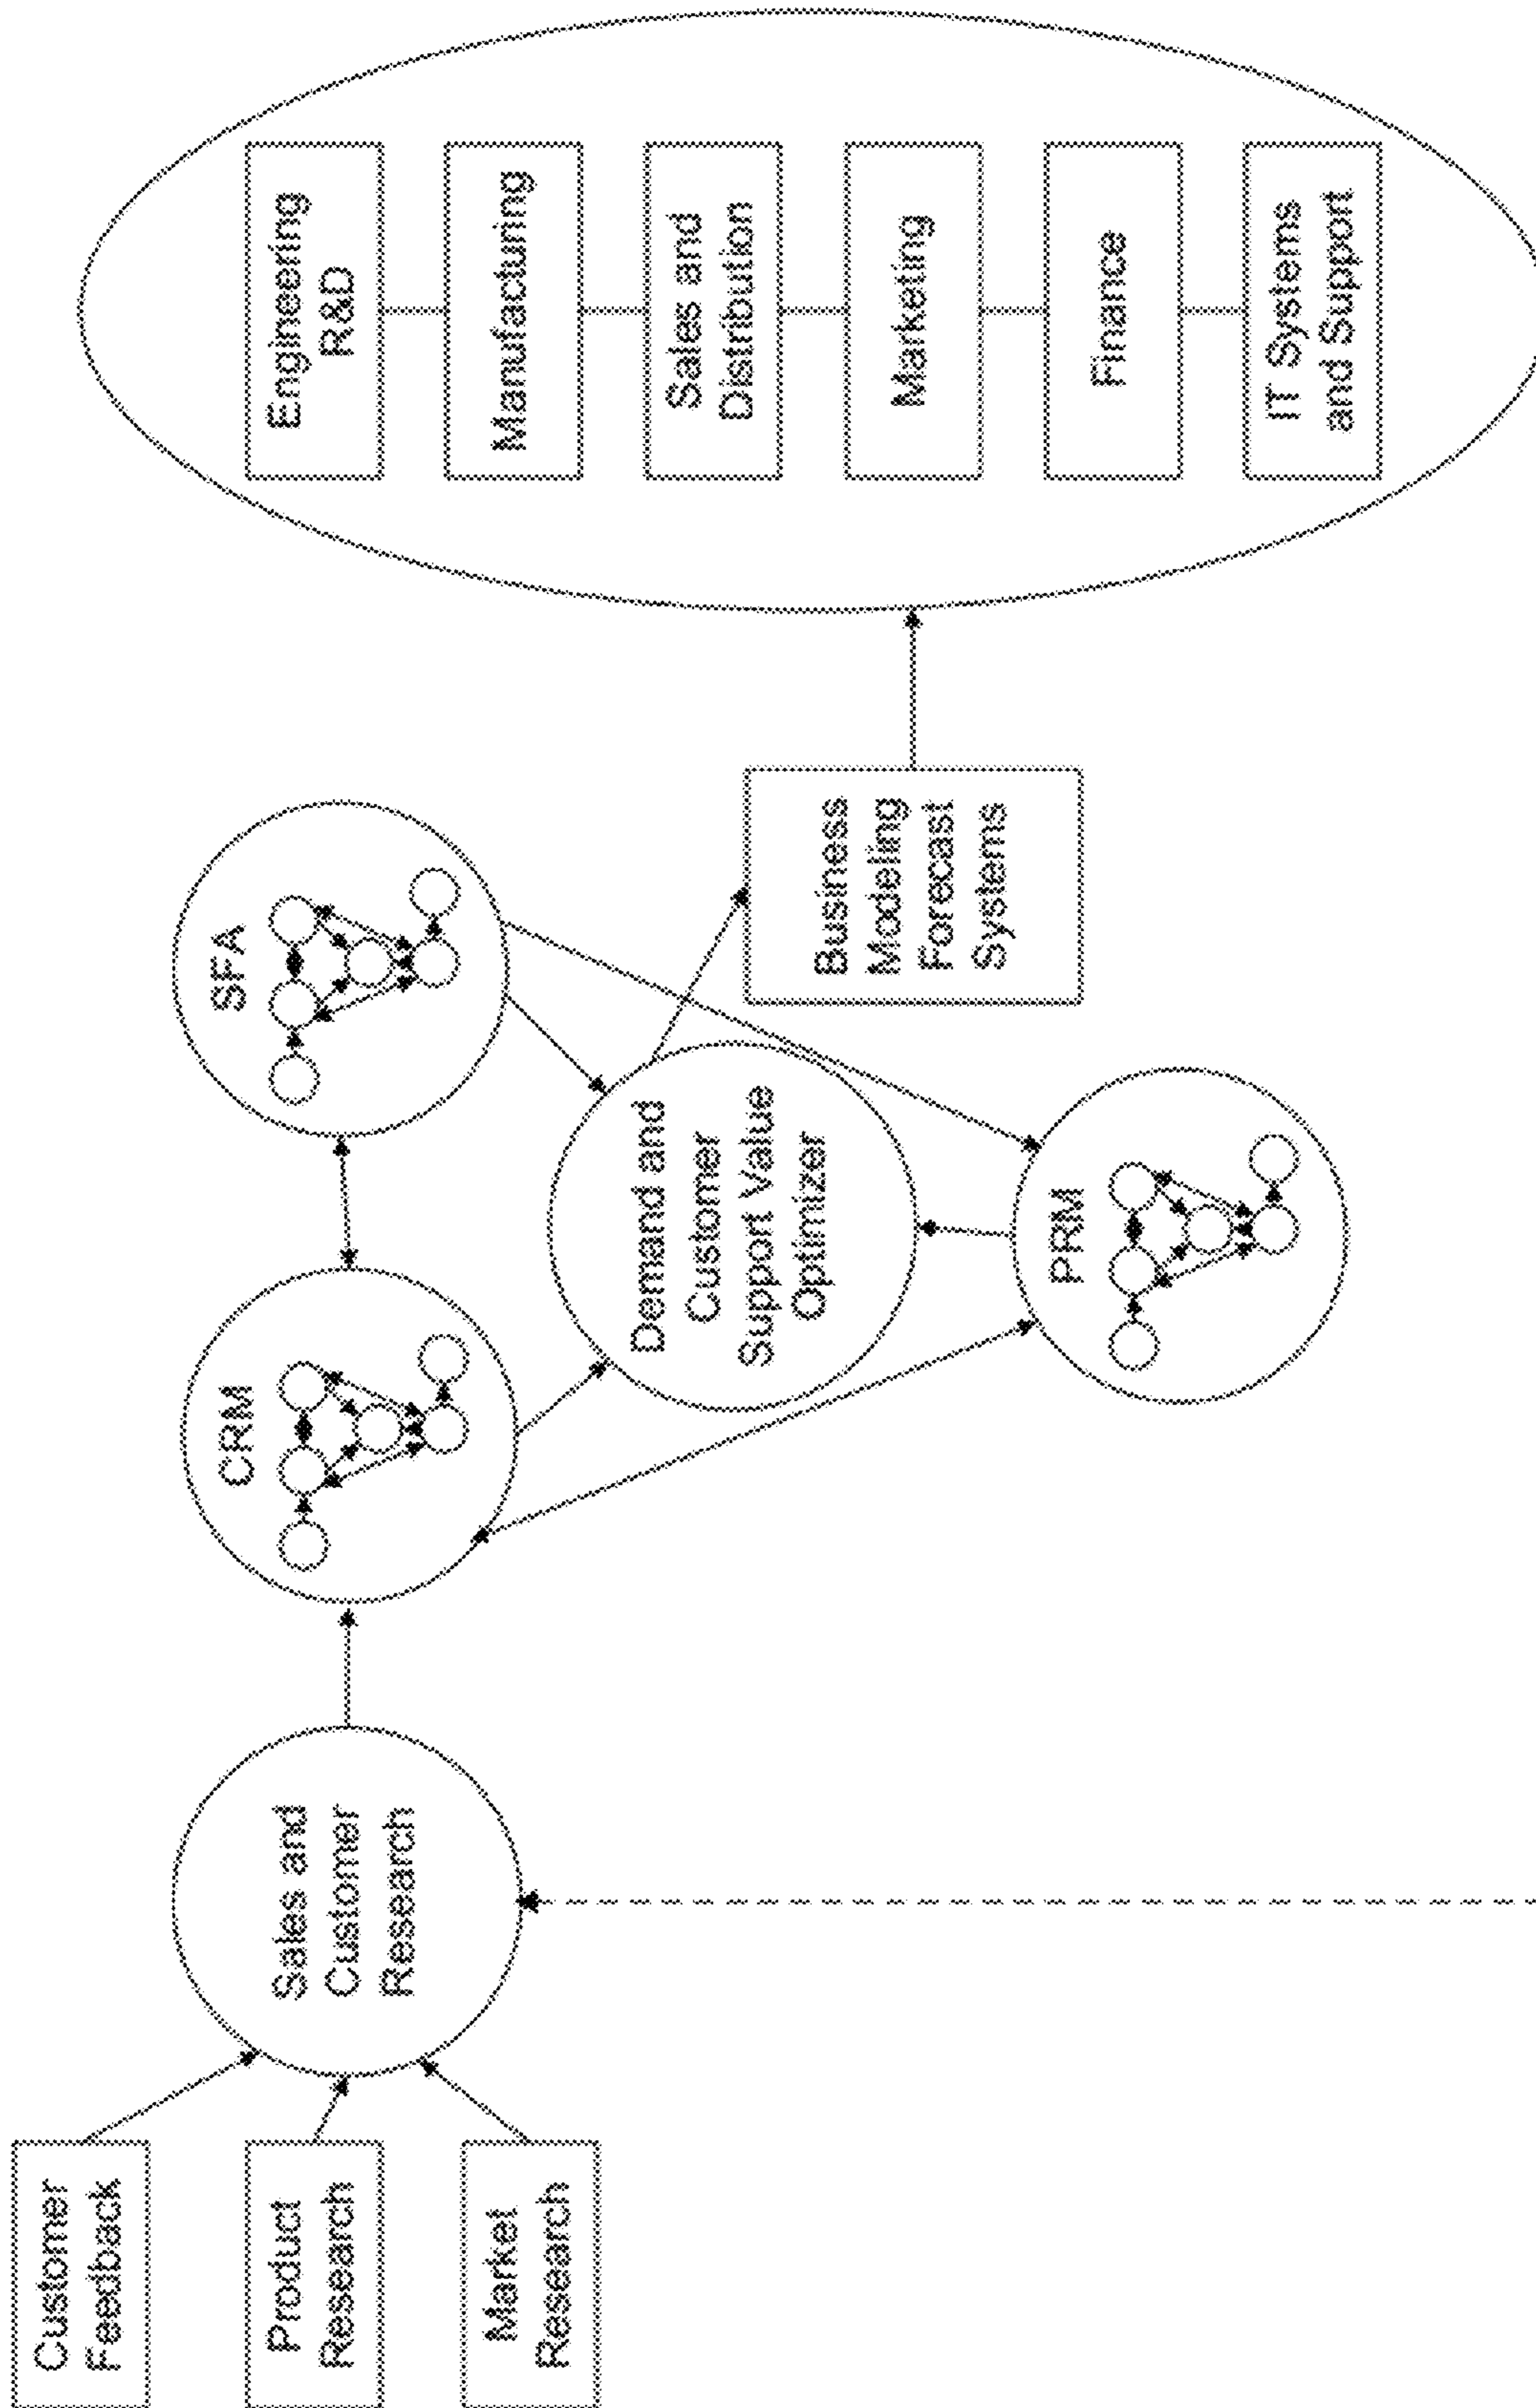 Customer
Feedback
Product
Research
Market
Research
Sales and
Customer
Research
CRM
SFA
Demand and
Customer
Support Value
Optimizer
PRM
Business
Modeling
Forecast
Systems
Engineering
R&D
Manufacturing
Sales and
Distribution
Marketing
Finance
IT Systems
and Support